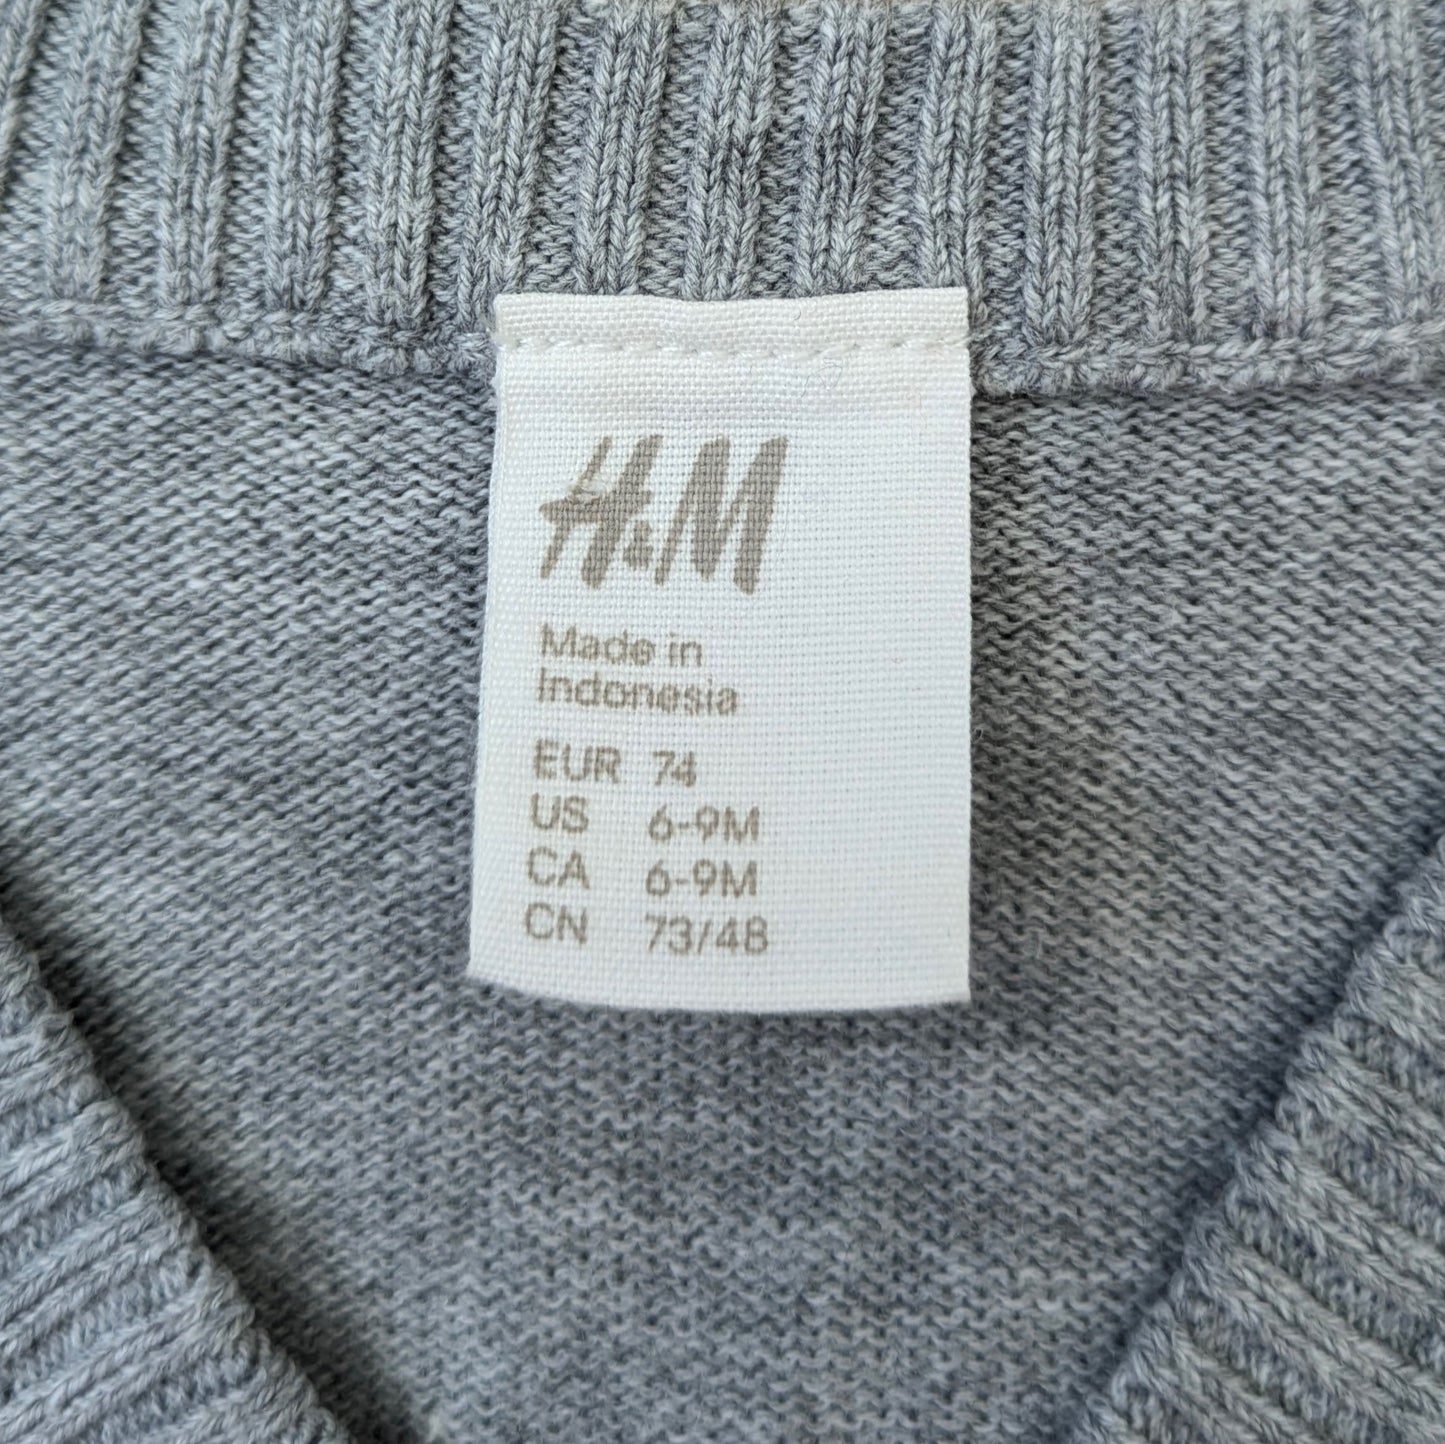 H&M
Made in
Indonesia
EUR 74
US 6-9M
CA 6-9M
CN 73/48